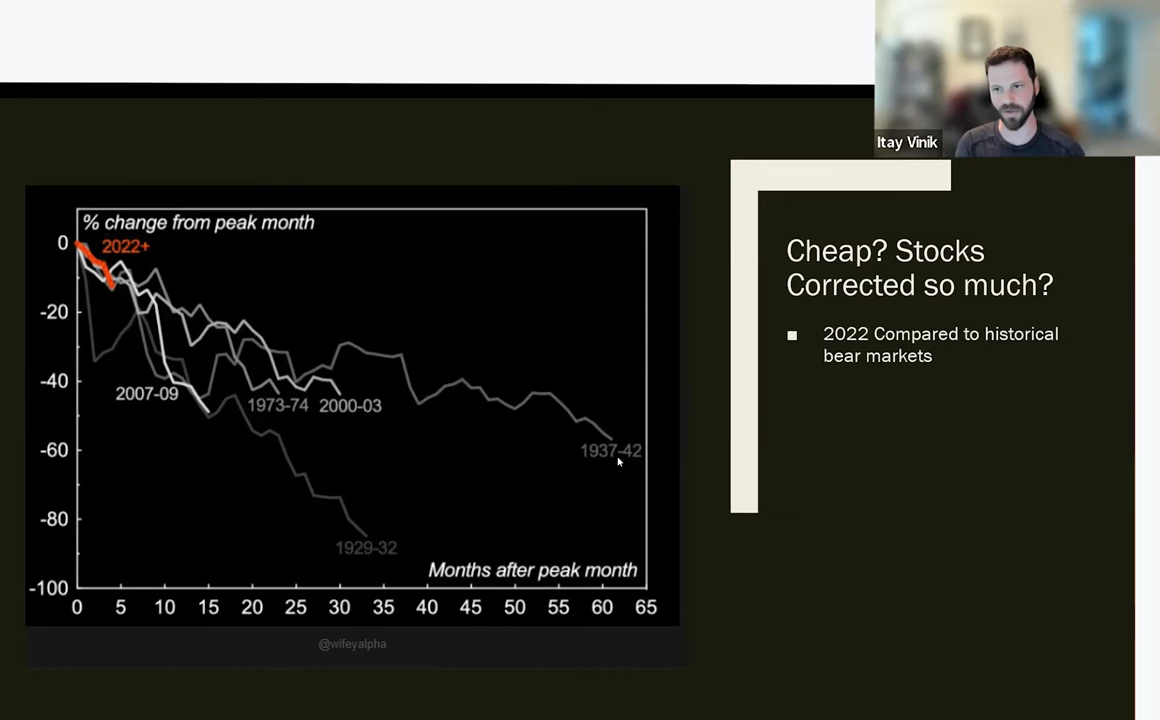 Itay Vinik
% change from peak month
2022+
0
-20
-40
-60
-80
-100
2007-09
1973-74
2000-03
1937-42
1929-32
Months after peak month
0 5 10 15 20 25 30 35 40 45 50 55 60 65
@wifeyalpha
Cheap? Stocks
Corrected so much?
2022 Compared to historical
bear markets